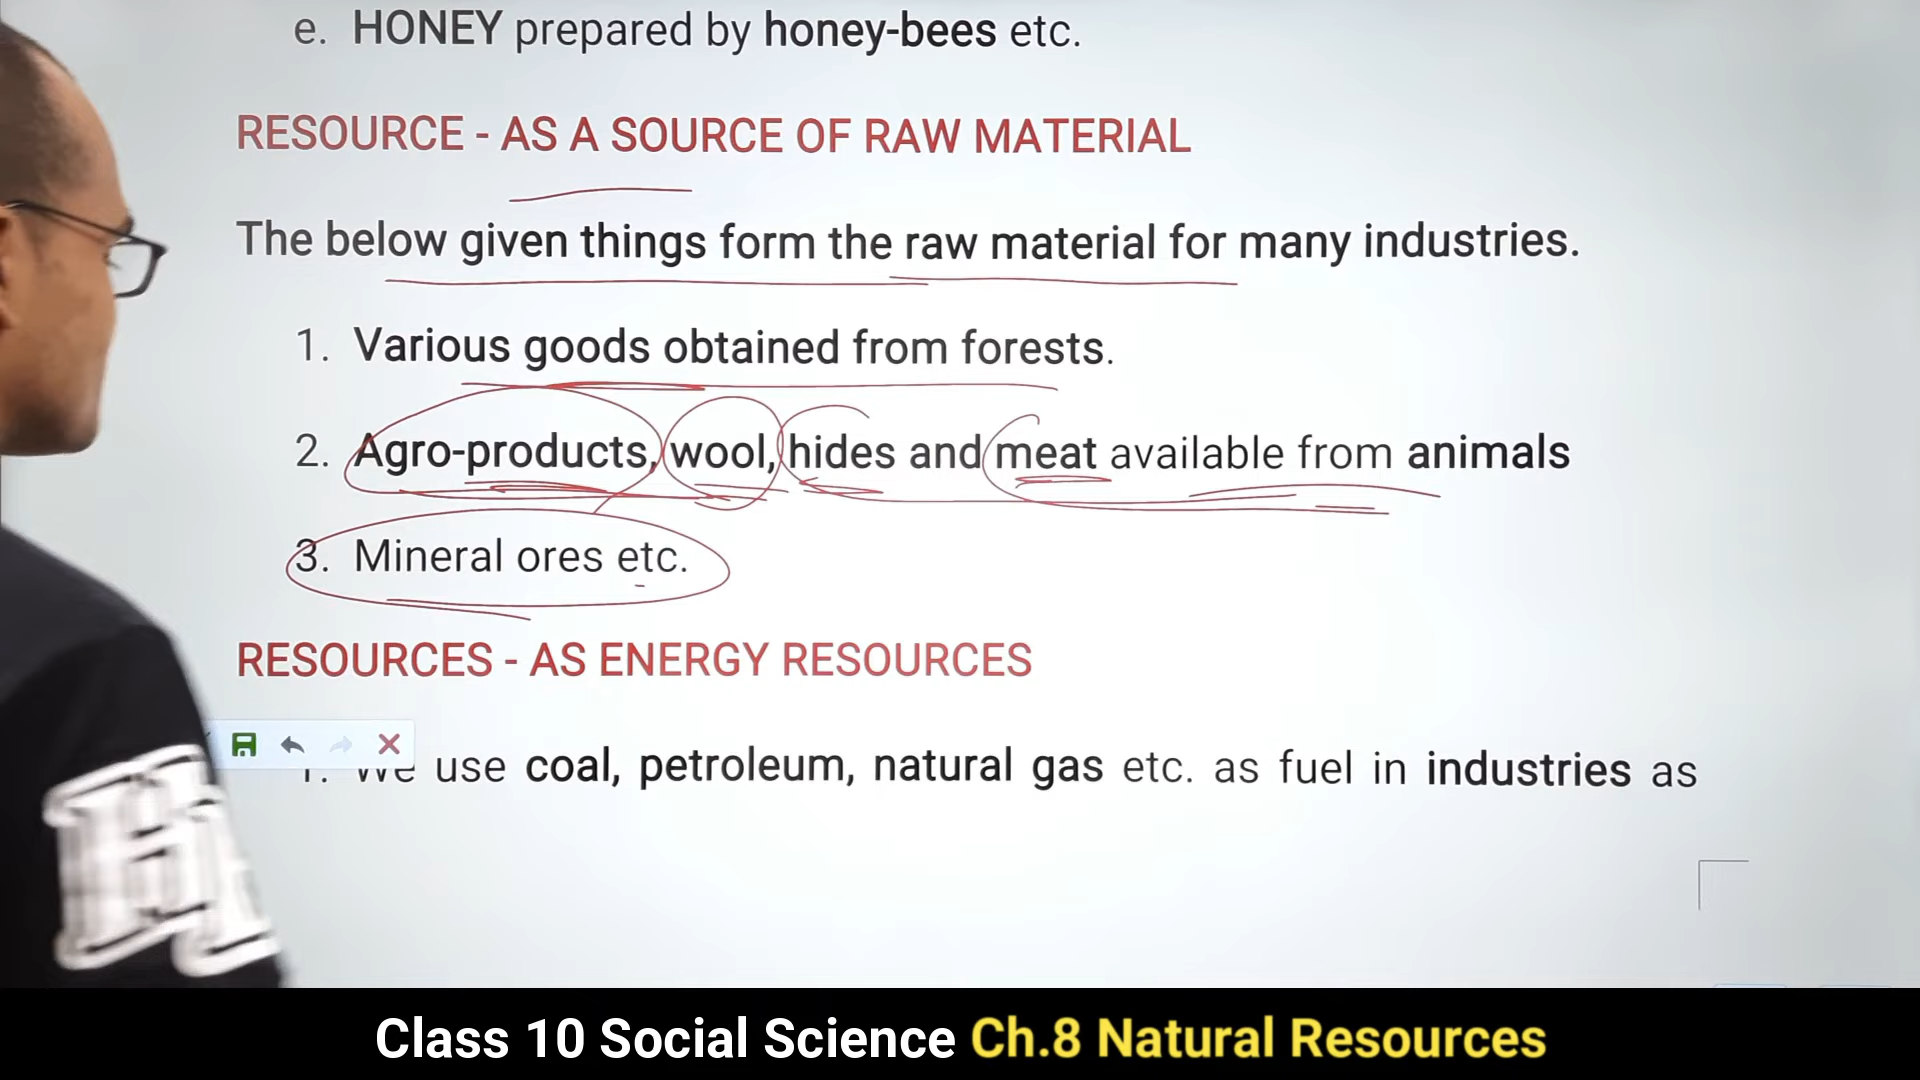 e. HONEY prepared by honey-bees etc.
RESOURCE - AS A SOURCE OF RAW MATERIAL
The below given things form the raw material for many industries.
1. Various goods obtained from forests.
2. Agro-products, wool, hides and meat available from animals
3. Mineral ores etc.
RESOURCES - AS ENERGY RESOURCES
1. We use coal, petroleum, natural gas etc. as fuel in industries as
Class 10 Social Science Ch.8 Natural Resources